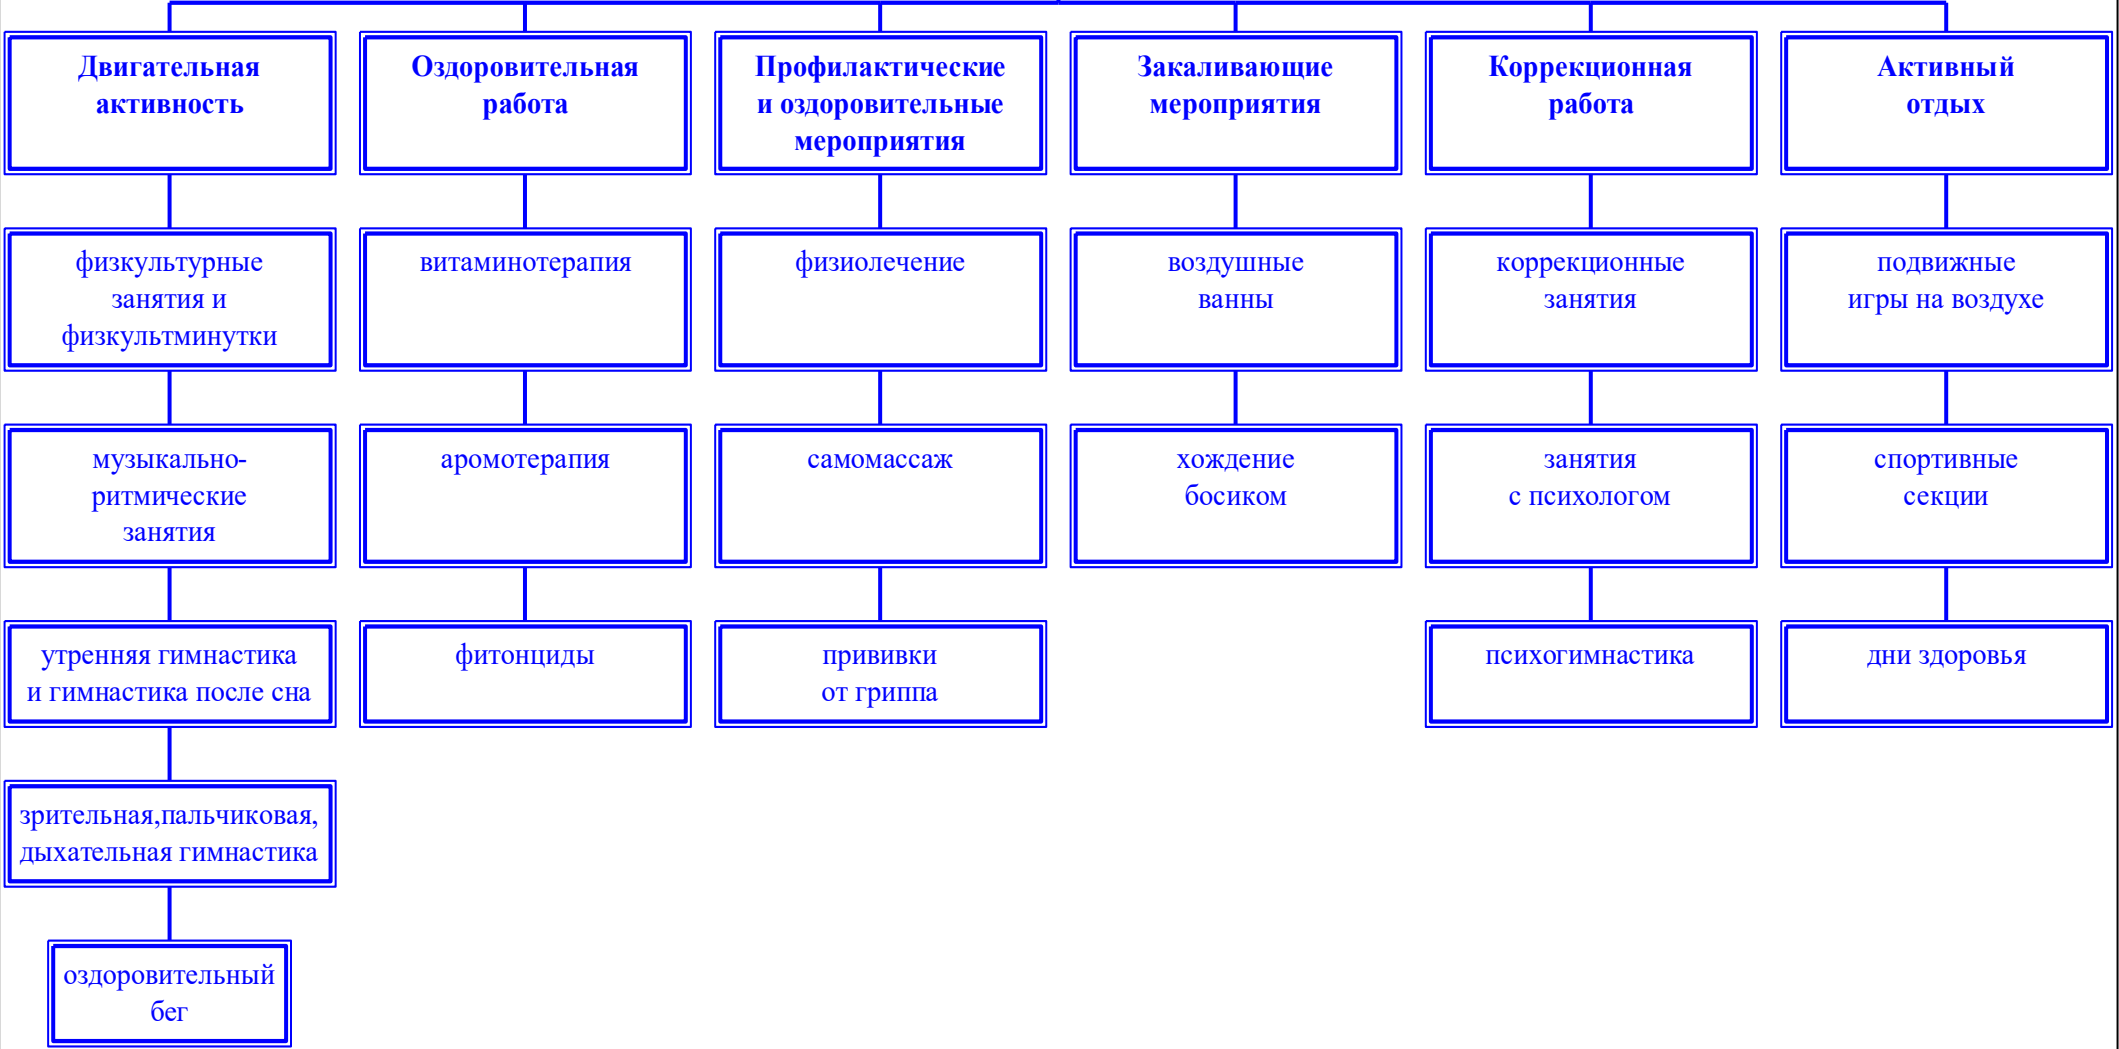 Двигательная
активность
Оздоровительная
работа
Профилактические
и оздоровительные
мероприятия
Закаливающие
мероприятия
Коррекционная
работа
Активный
отдых
физкультурные
занятия и
физкультминутки
витаминотерапия
физиолечение
воздушные
ванны
коррекционные
занятия
подвижные
игры на воздухе
музыкально-
ритмические
занятия
аромотерапия
самомассаж
хождение
босиком
занятия
с психологом
спортивные
секции
утренняя гимнастика
и гимнастика после сна
фитонциды
прививки
от гриппа
психогимнастика
дни здоровья
зрительная,пальчиковая,
дыхательная гимнастика
оздоровительный
бег